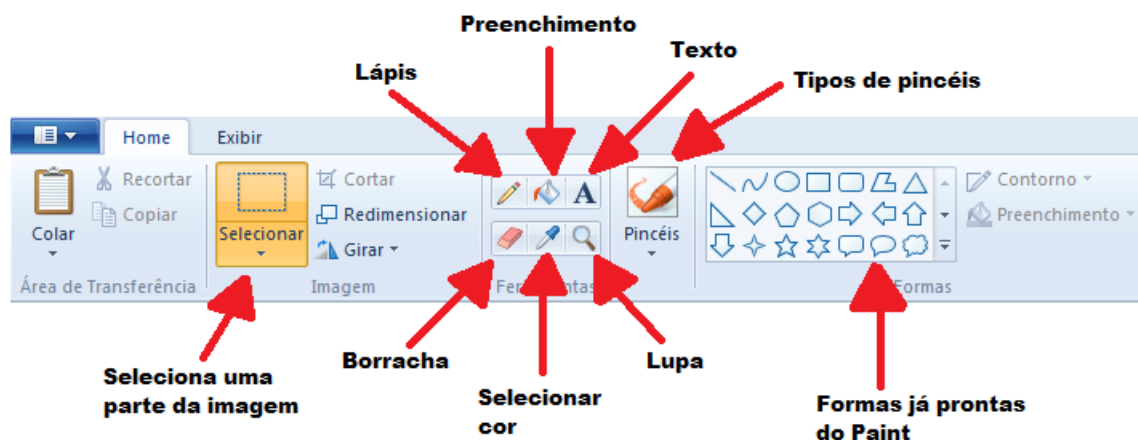 Preenchimento
Lápis
Texto
Tipos de pincéis
Home
Exibir
Colar
Recortar
Copiar
Área de Transferência
Selecionar
Cortar
Redimensionar
Girar
Imagem
A
Ferramentas
Pincéis
Contorno
Preenchimento
Formas
Seleciona uma
parte da imagem
Borracha
Selecionar
cor
Lupa
Formas já prontas
do Paint